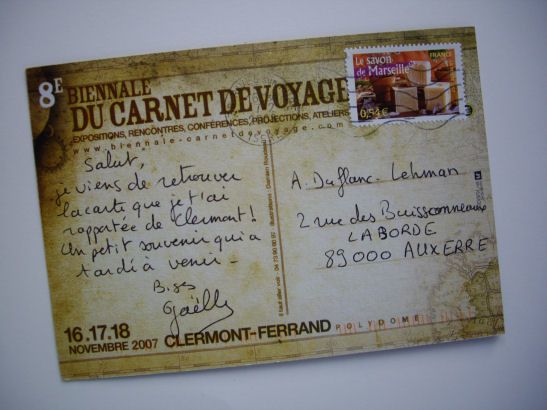 8E BIENNALE
DU CARNET DE VOYAGE
EXPOSITIONS, RENCONTRES, CONFÉRENCES, PROJECTIONS, ATELIERS
www.biennale-carnetdevoyage.com
FRANCE
Le savon
de Marseille
0,54€
Salut,
je viens de retrouver
la carte que je t'ai
rapportée de Clermont!
Un petit souvenir qui a
tardé à venir -
Bises
Gaëlle
A. Duflanc. Lehman
2 rue des Buissonneaux
LABORDE
89000 AUXERRE
16.17.18
NOVEMBRE 2007 CLERMONT-FERRAND POLYDOME